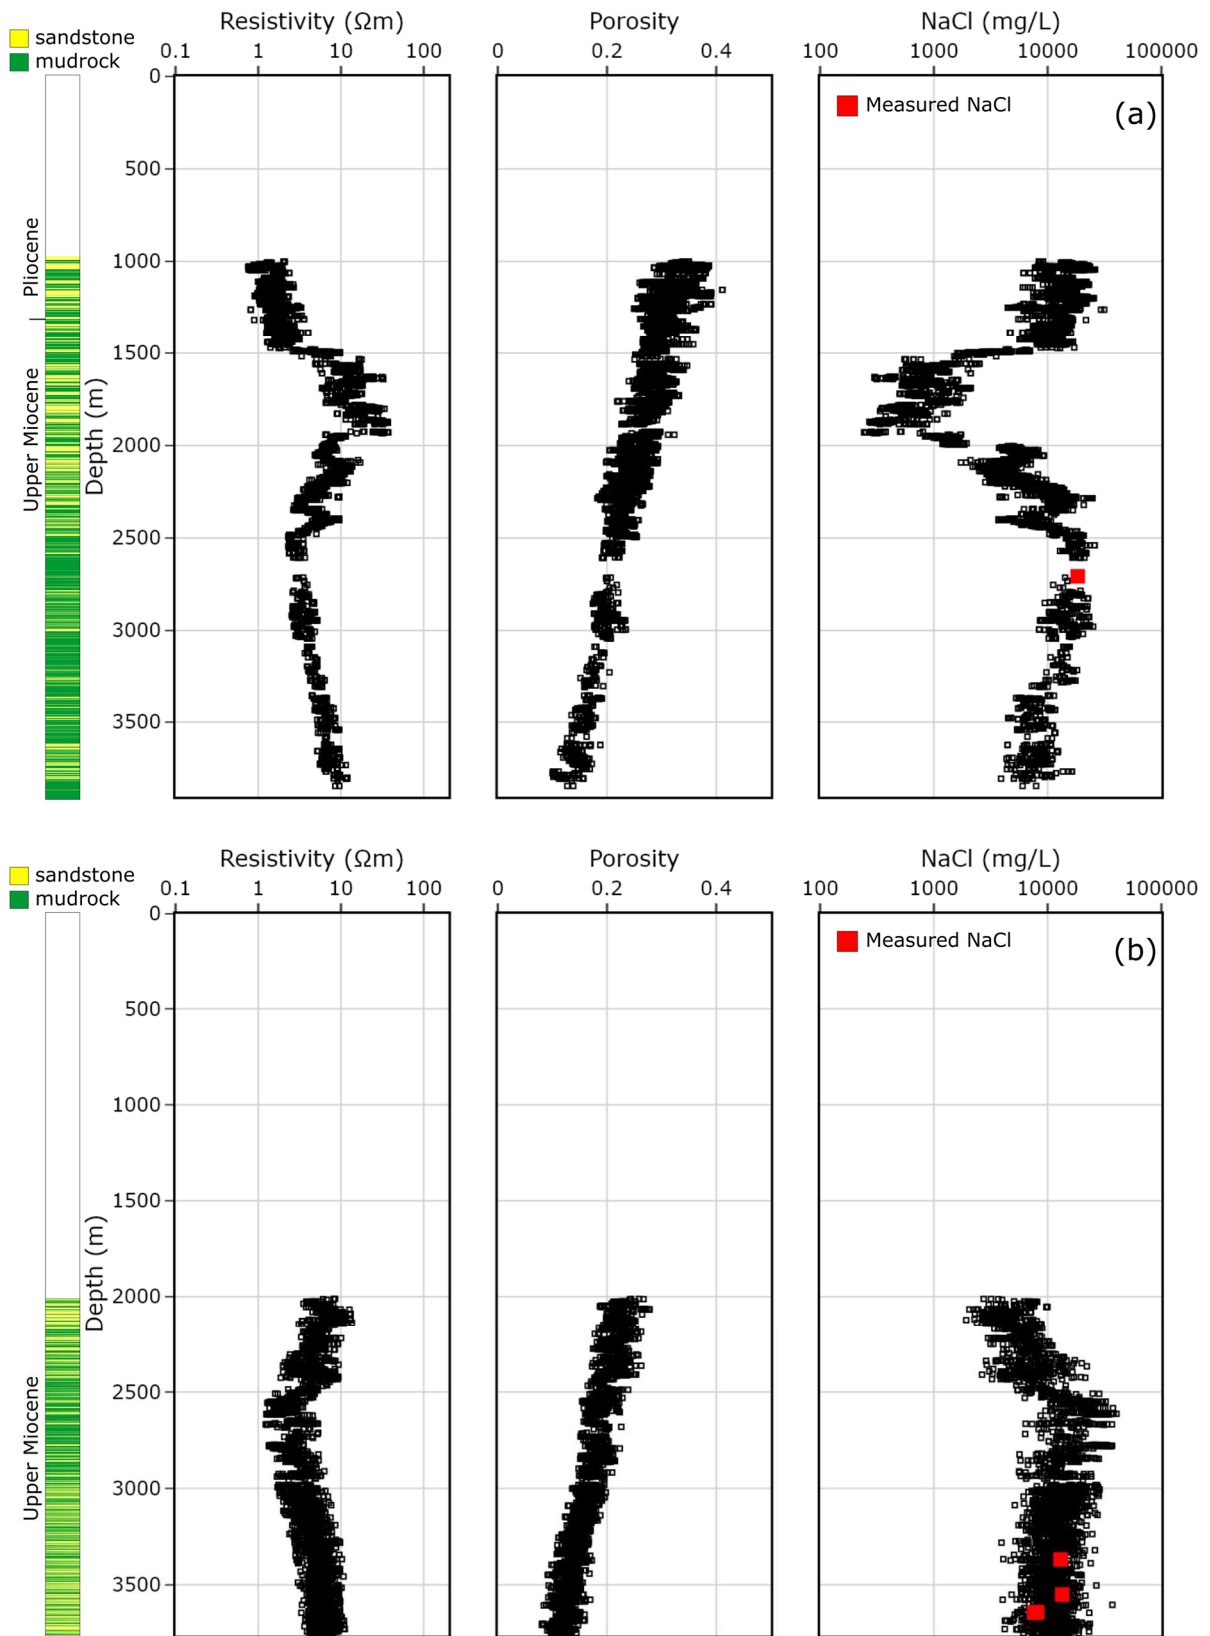 Resistivity (Ωm) Porosity NaCl (mg/L)
sandstone
mudrock
0.1 1 10 100 0 0.2 0.4 100 1000 10000 100000
0
Measured NaCl
(a)
500
1000
1500
2000
2500
3000
3500
Pliocene
Upper Miocene
Depth (m)
Resistivity (Ωm) Porosity NaCl (mg/L)
sandstone
mudrock
0.1 1 10 100 0 0.2 0.4 100 1000 10000 100000
0
Measured NaCl
(b)
500
1000
1500
2000
2500
3000
3500
Depth (m)
Upper Miocene